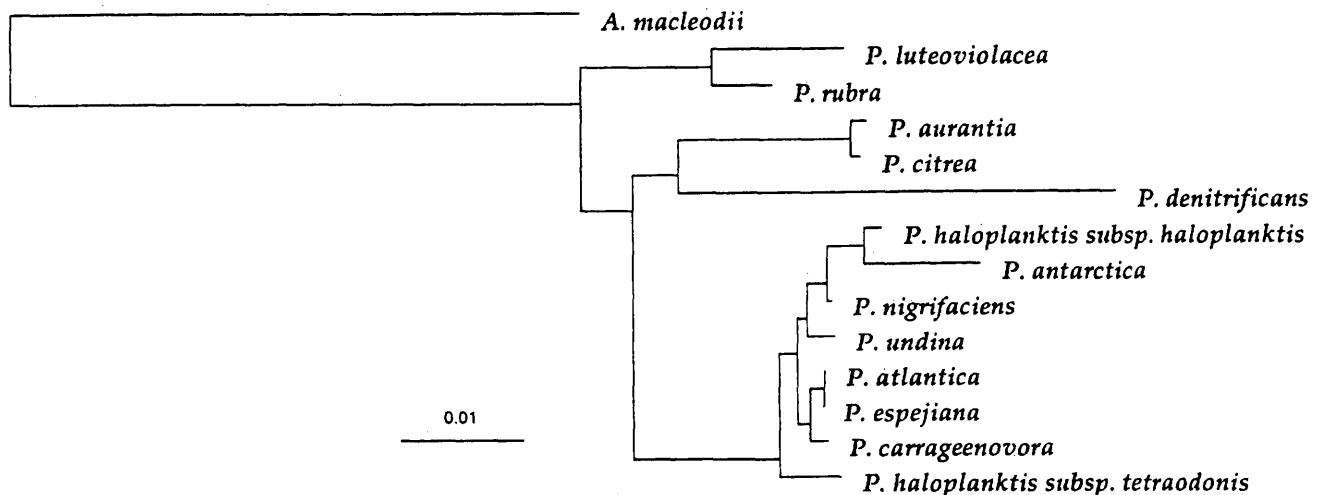 A. macleodii
P. luteoviolacea
P. rubra
P. aurantia
P. citrea
P. denitrificans
P. haloplanktis subsp. haloplanktis
P. antarctica
P. nigrifaciens
P. undina
P. atlantica
P. espejiana
P. carrageenovora
P. haloplanktis subsp. tetraodonis
0.01